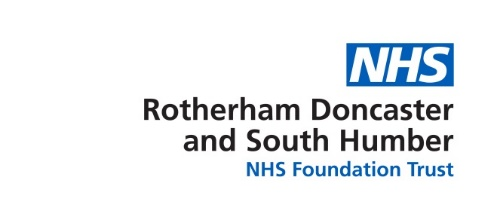 NHS
Rotherham Doncaster
and South Humber
NHS Foundation Trust